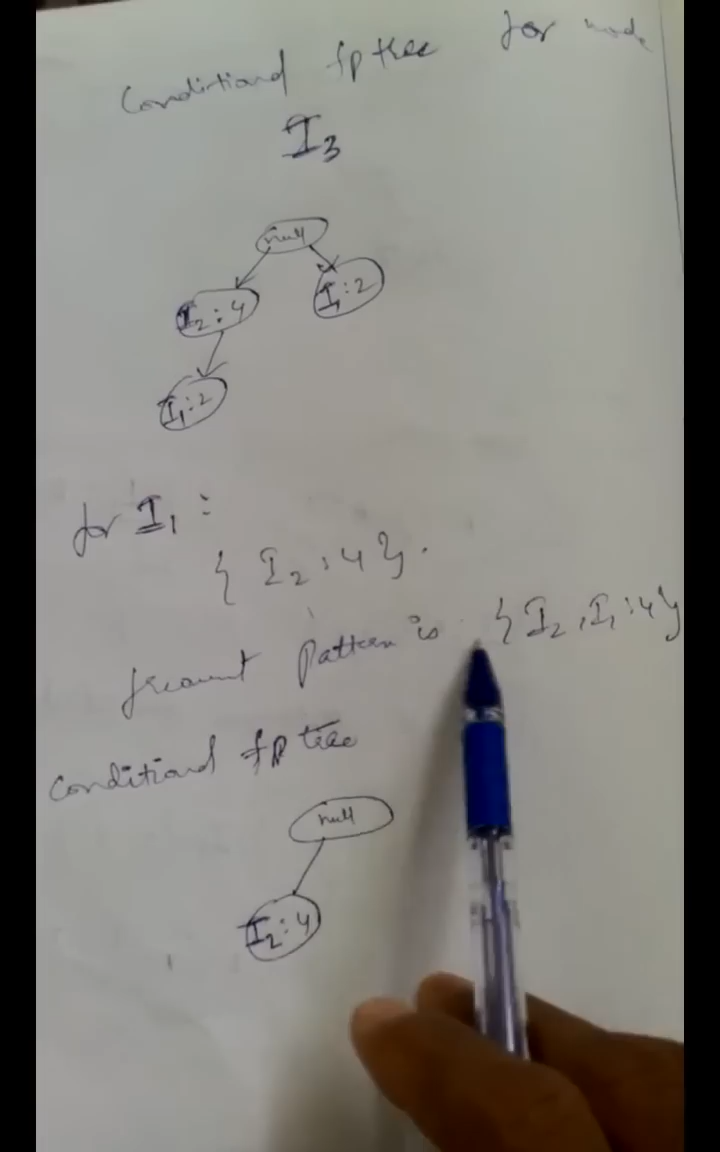 Conditional fp tree for node
I3
null
I2 : 4
I1 : 2
I1 : 2
for I1 :
{ I2 : 4 }.
frequent pattern is { I2 , I1 : 4 }
Conditional fp tree
null
I2 : 4